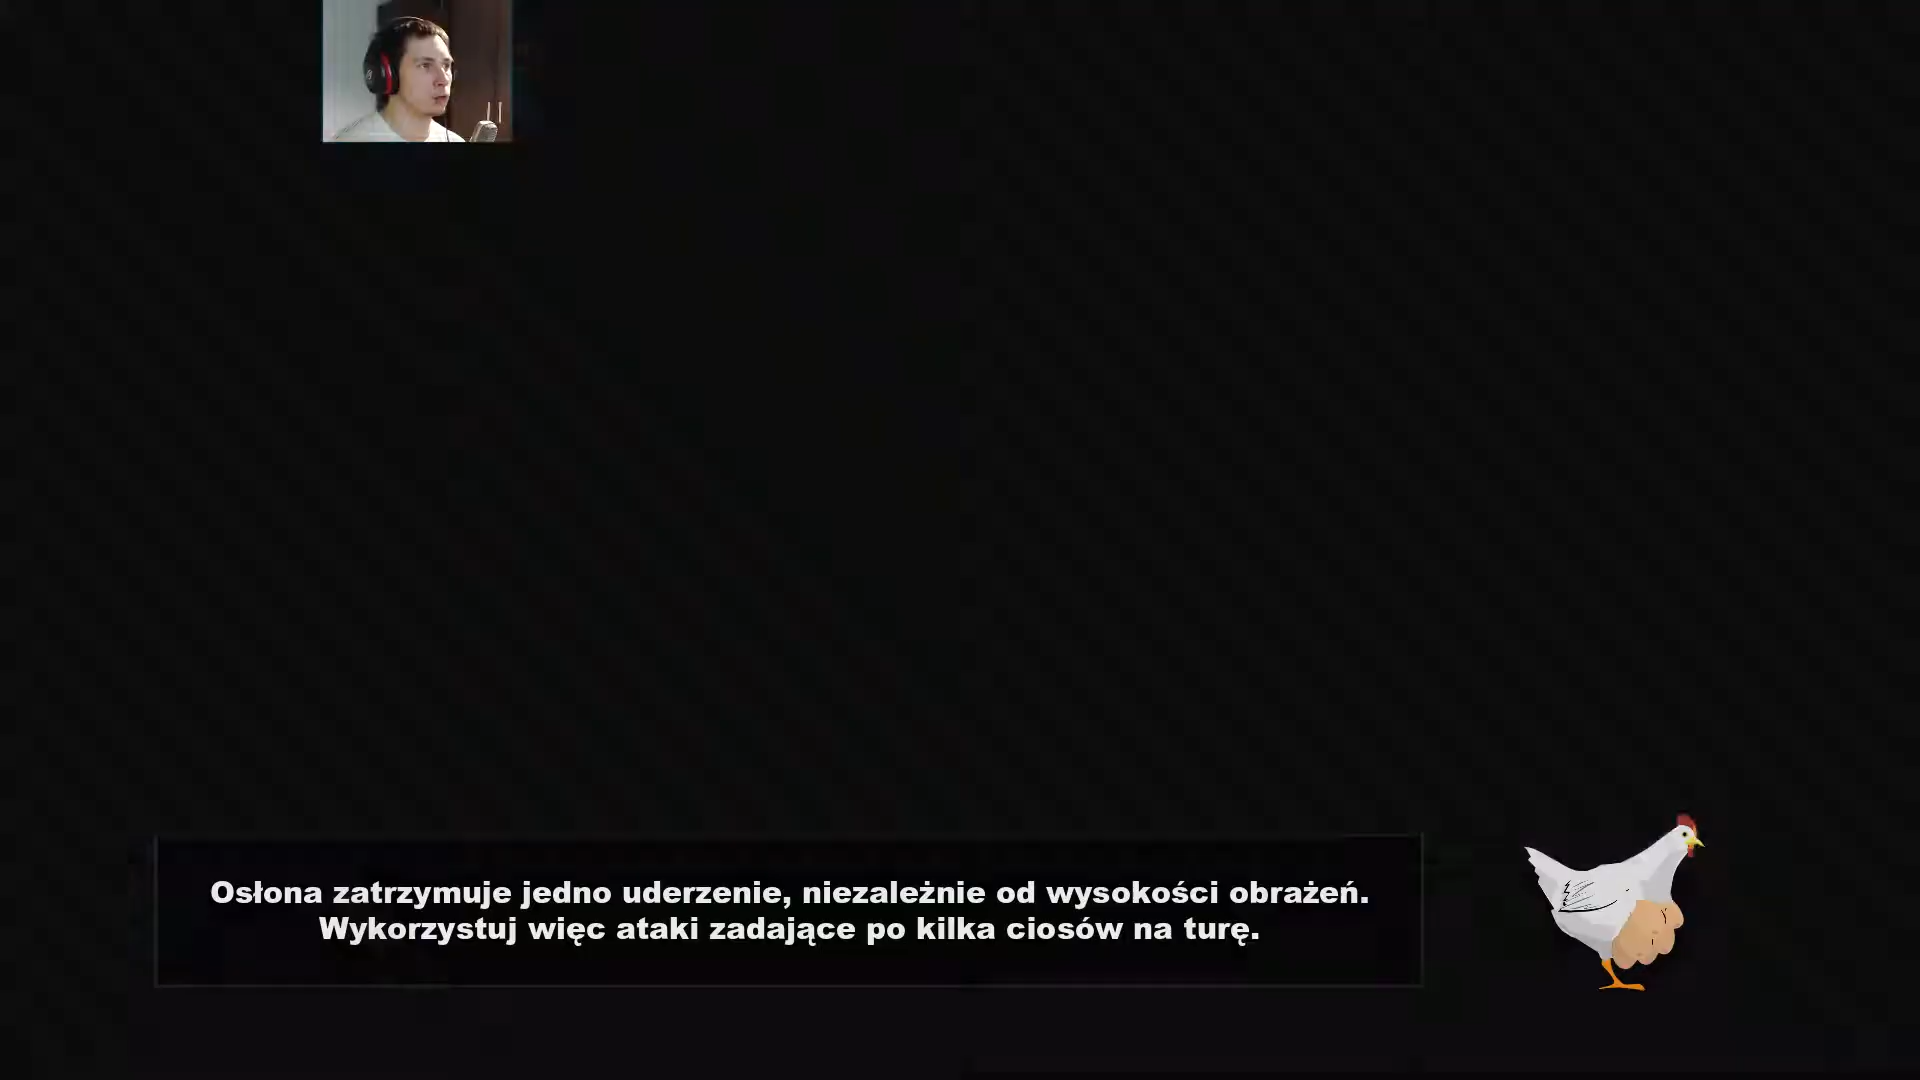 Osłona zatrzymuje jedno uderzenie, niezależnie od wysokości obrażeń.
Wykorzystuj więc ataki zadające po kilka ciosów na turę.